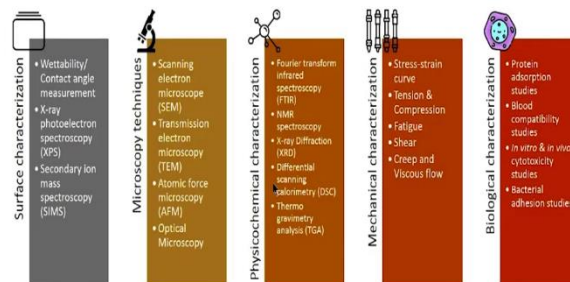 Surface characterization
• Wettability/
Contact angle
measurement
• X-ray
photoelectron
spectroscopy
(XPS)
• Secondary ion
mass
spectroscopy
(SIMS)
Microscopy techniques
• Scanning
electron
microscope
(SEM)
• Transmission
electron
microscopy
(TEM)
• Atomic force
microscopy
(AFM)
• Optical
Microscopy
Physicochemical characterization
• Fourier transform
infrared
spectroscopy
(FTIR)
• NMR
spectroscopy
• X-ray Diffraction
(XRD)
• Differential
scanning
calorimetry (DSC)
• Thermo
gravimetry
analysis (TGA)
Mechanical characterization
• Stress-strain
curve
• Tension &
Compression
• Fatigue
• Shear
• Creep and
Viscous flow
Biological characterization
• Protein
adsorption
studies
• Blood
compatibility
studies
• In vitro & in vivo
cytotoxicity
studies
• Bacterial
adhesion studies